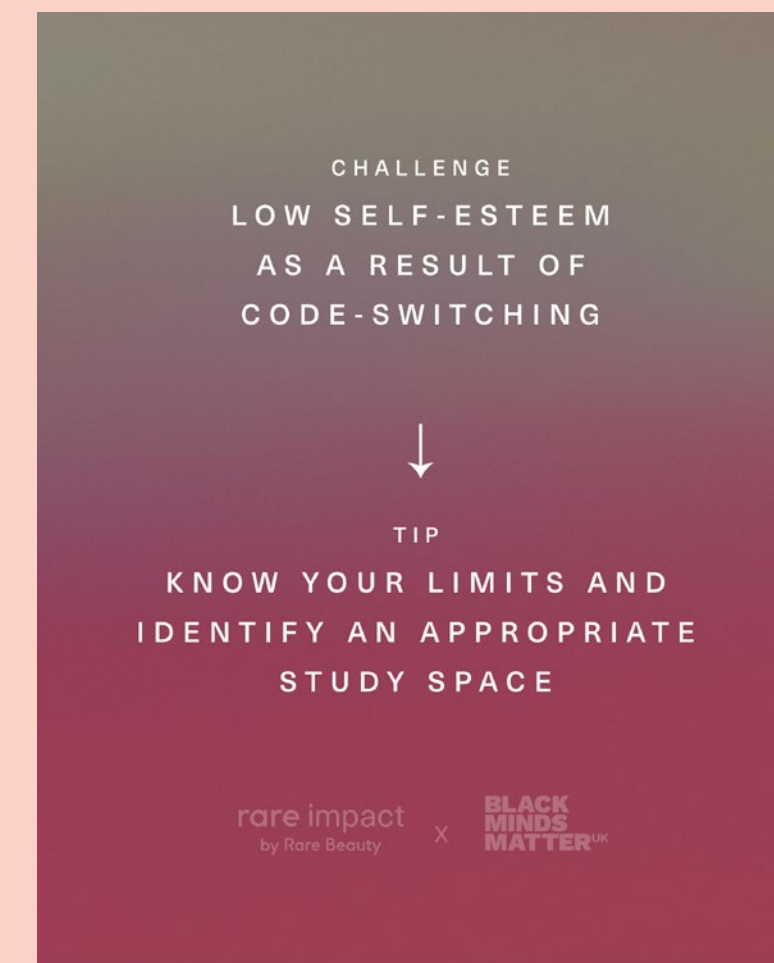 CHALLENGE
LOW SELF-ESTEEM
AS A RESULT OF
CODE-SWITCHING
↓
TIP
KNOW YOUR LIMITS AND
IDENTIFY AN APPROPRIATE
STUDY SPACE
rare impact
by Rare Beauty
x
BLACK
MINDS
MATTER UK